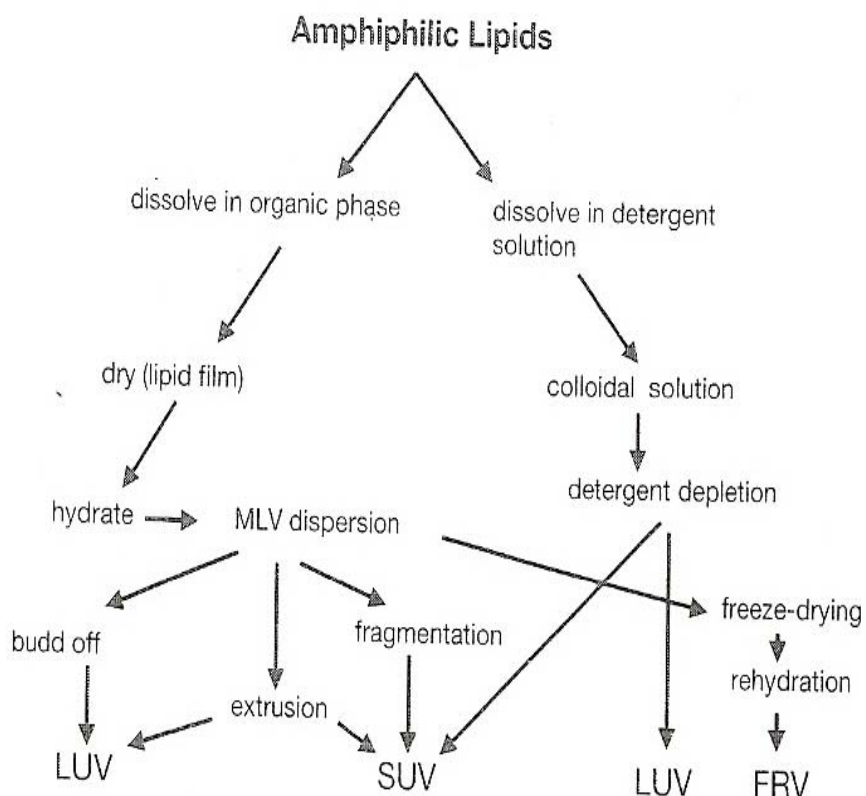 Amphiphilic Lipids
dissolve in organic phase
dissolve in detergent
solution
dry (lipid film)
colloidal solution
hydrate
MLV dispersion
detergent depletion
budd off
fragmentation
freeze-drying
extrusion
rehydration
LUV
SUV
LUV
FRV